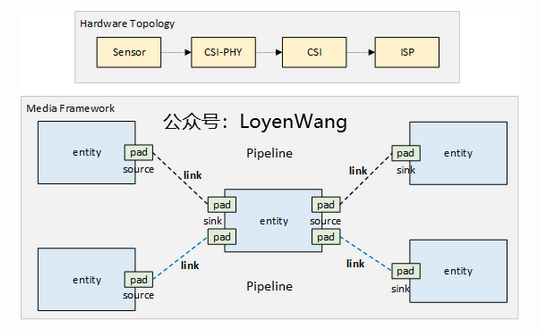 Hardware Topology
Sensor
CSI-PHY
CSI
ISP
Media Framework
公众号：LoyenWang
entity
pad
source
link
Pipeline
pad
sink
entity
link
pad
sink
entity
pad
source
pad
pad
link
entity
pad
source
Pipeline
link
pad
sink
entity